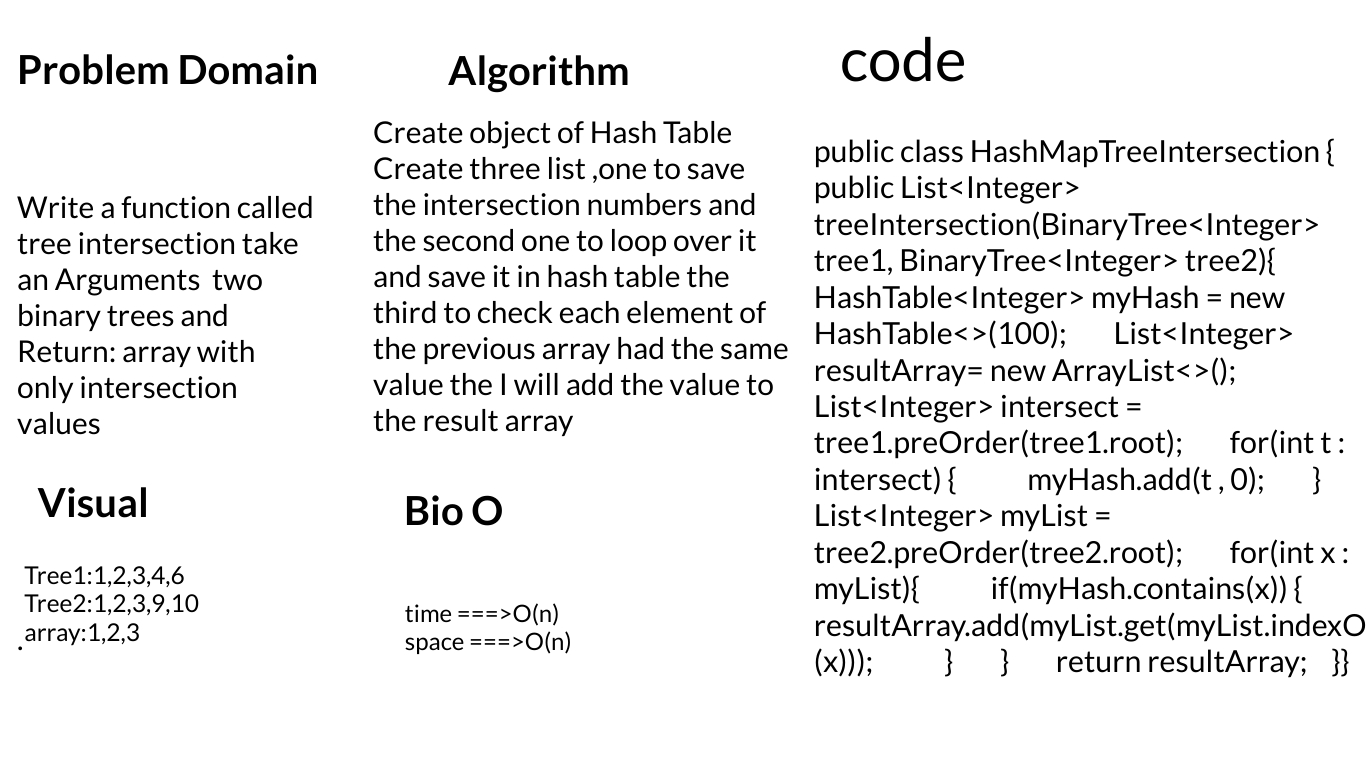 Problem Domain
Write a function called
tree intersection take
an Arguments  two
binary trees and
Return: array with
only intersection
values
Visual
Tree1:1,2,3,4,6
Tree2:1,2,3,9,10
array:1,2,3
.
Algorithm
Create object of Hash Table
Create three list ,one to save
the intersection numbers and
the second one to loop over it
and save it in hash table the
third to check each element of
the previous array had the same
value the I will add the value to
the result array
Bio O
time ===>O(n)
space ===>O(n)
code
public class HashMapTreeIntersection {
public List<Integer>
treeIntersection(BinaryTree<Integer>
tree1, BinaryTree<Integer> tree2){
HashTable<Integer> myHash = new
HashTable<>(100);      List<Integer>
resultArray= new ArrayList<>();
List<Integer> intersect =
tree1.preOrder(tree1.root);      for(int t :
intersect) {         myHash.add(t , 0);      }
List<Integer> myList =
tree2.preOrder(tree2.root);      for(int x :
myList){         if(myHash.contains(x)) {
resultArray.add(myList.get(myList.indexO
(x)));         }      }      return resultArray;   }}